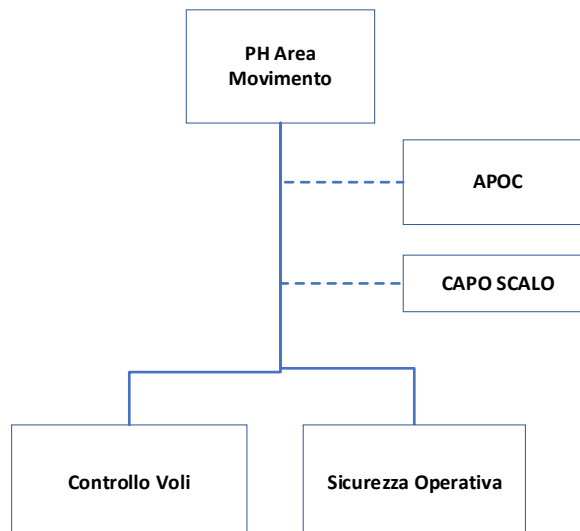 PH Area
Movimento
APOC
CAPO SCALO
Controllo Voli
Sicurezza Operativa